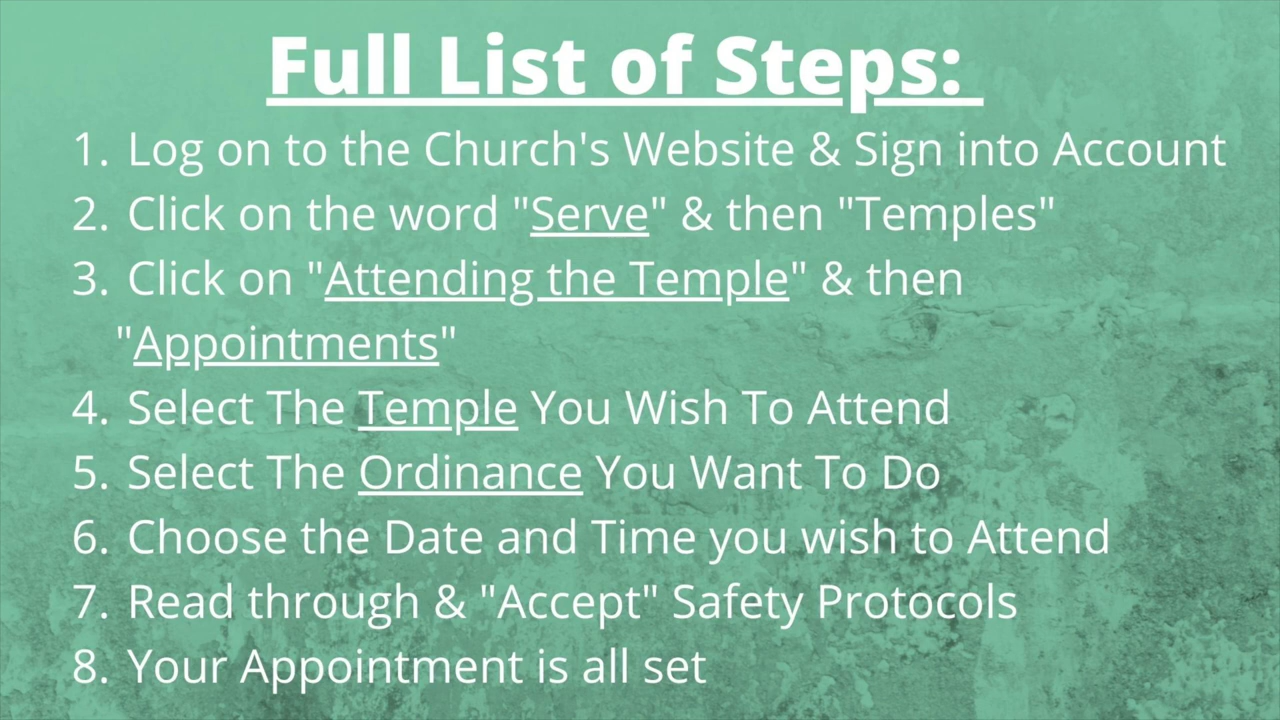 Full List of Steps:
1. Log on to the Church's Website & Sign into Account
2. Click on the word "Serve" & then "Temples"
3. Click on "Attending the Temple" & then
"Appointments"
4. Select The Temple You Wish To Attend
5. Select The Ordinance You Want To Do
6. Choose the Date and Time you wish to Attend
7. Read through & "Accept" Safety Protocols
8. Your Appointment is all set